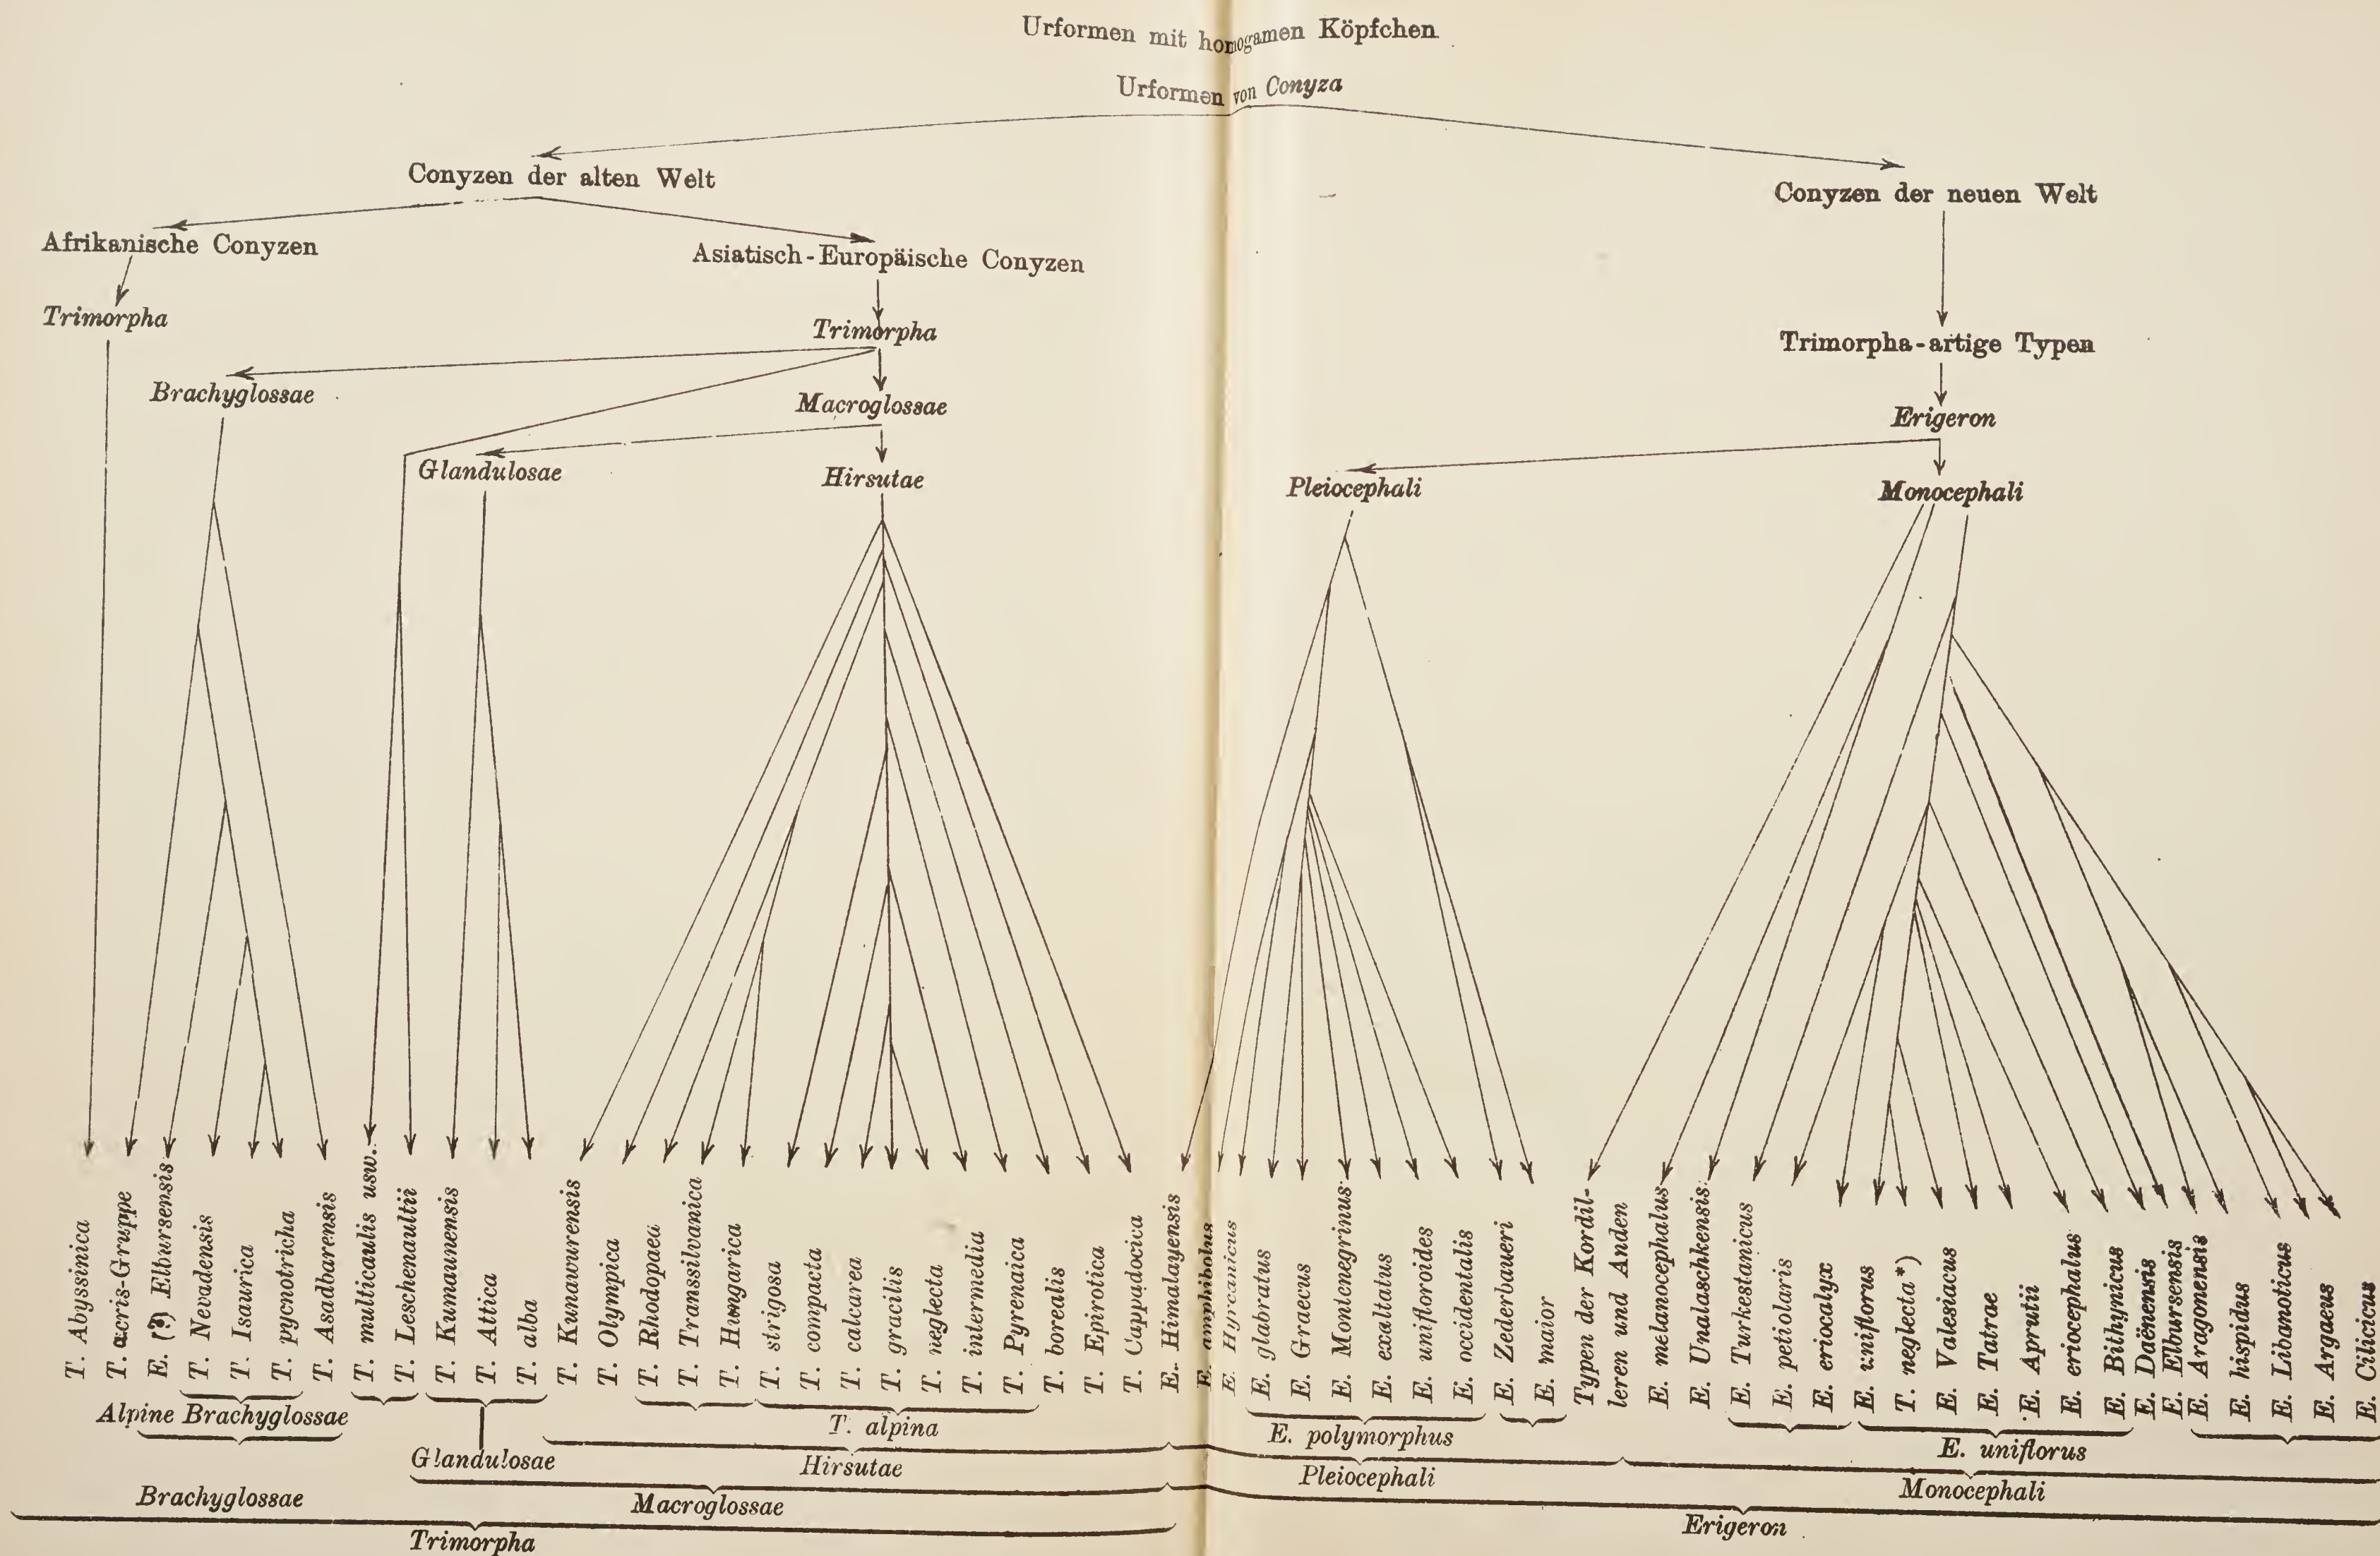 Urformen mit homogamen Köpfchen
Urformen von Conyza
Conyzen der alten Welt
Conyzen der neuen Welt
Afrikanische Conyzen
Asiatisch-Europäische Conyzen
Trimorpha
Trimorpha
Trimorpha-artige Typen
Brachyglossae
Macroglossae
Erigeron
Glandulosae
Hirsutae
Pleiocephali
Monocephali
T. Abyssinica
T. acris-Gruppe
E. (?) Elbursensis
T. Nevadensis
T. Isaurica
T. pycnotricha
T. Asadbarensis
T. multicaulis usw.
T. Leschenaultii
T. Kumaunensis
T. Attica
T. alba
T. Kunawurensis
T. Olympica
T. Rhodopaea
T. Transsilvanica
T. Hungarica
T. strigosa
T. compacta
T. calcarea
T. gracilis
T. neglecta
T. intermedia
T. Pyrenaica
T. borealis
T. Epirotica
T. Cappadocica
E. Himalayensis
E. amphibolus
E. Hyrcanicus
E. glabratus
E. Graecus
E. Montenegrinus
E. exaltatus
E. unifloroides
E. occidentalis
E. Zederbaueri
E. maior
Typen der Kordil-
leren und Anden
E. melanocephalus
E. Unalaschkensis
E. Turkestanicus
E. petiolaris
E. eriocalyx
E. uniflorus
T. neglecta*)
E. Valesiacus
E. Tatrae
E. Aprutii
E. eriocephalus
E. Bithynicus
E. Daënensis
E. Elbursensis
E. Aragonensis
E. hispidus
E. Libanoticus
E. Argaeus
E. Cilicicus
Alpine Brachyglossae
T. alpina
E. polymorphus
E. uniflorus
Glandulosae
Hirsutae
Pleiocephali
Monocephali
Brachyglossae
Macroglossae
Erigeron
Trimorpha